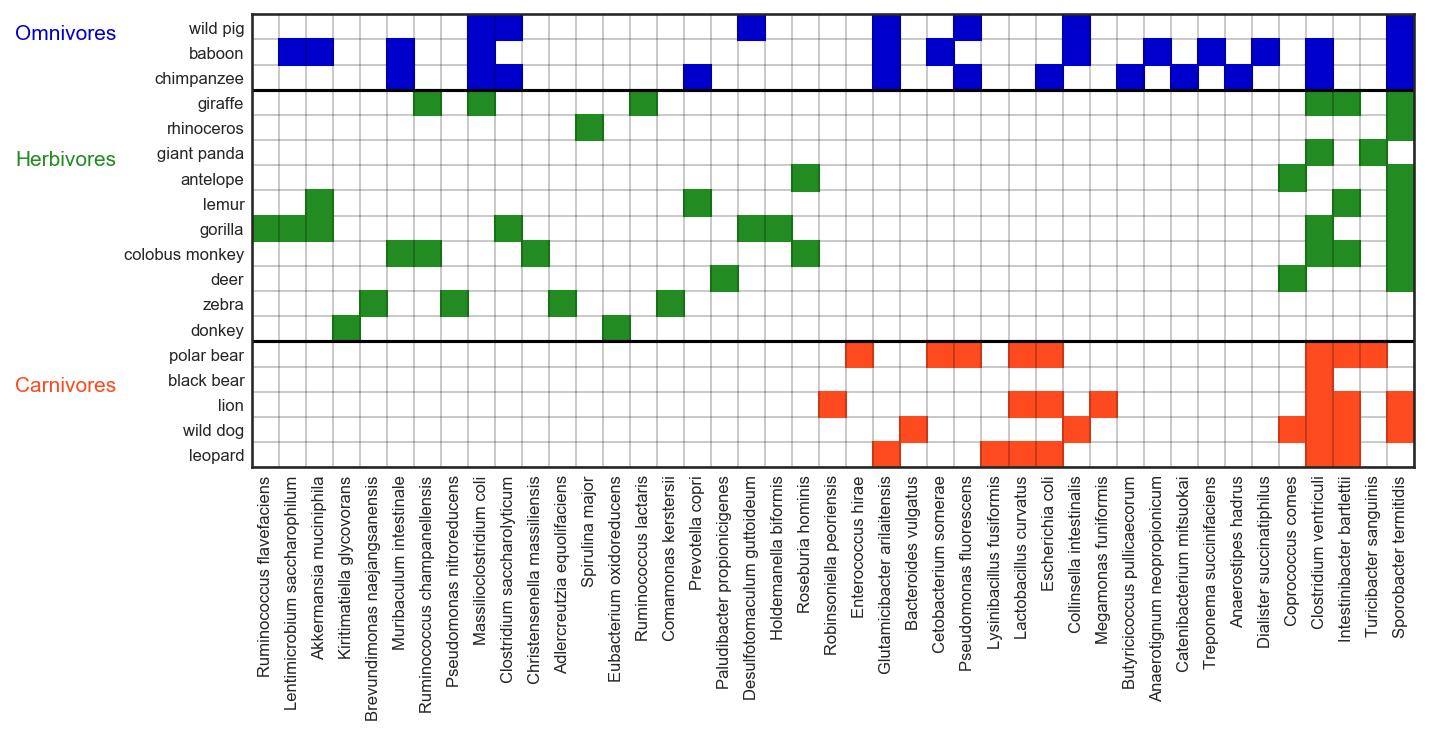 Omnivores
wild pig
baboon
chimpanzee
Herbivores
giraffe
rhinoceros
giant panda
antelope
lemur
gorilla
colobus monkey
deer
zebra
donkey
Carnivores
polar bear
black bear
lion
wild dog
leopard
Ruminococcus flavefaciens
Lentimicrobium saccharophilum
Akkermansia muciniphila
Kiritimatiella glycovorans
Brevundimonas naejangsanensis
Muribaculum intestinale
Ruminococcus champanellensis
Pseudomonas nitroreducens
Massilioclostridium coli
Clostridium saccharolyticum
Christensenella massiliensis
Adlercreutzia equolifaciens
Spirulina major
Eubacterium oxidoreducens
Ruminococcus lactaris
Comamonas kerstersii
Prevotella copri
Paludibacter propionicigenes
Desulfotomaculum guttoideum
Holdemanella biformis
Roseburia hominis
Robinsoniella peoriensis
Enterococcus hirae
Glutamicibacter arilaitensis
Bacteroides vulgatus
Cetobacterium somerae
Pseudomonas fluorescens
Lysinibacillus fusiformis
Lactobacillus curvatus
Escherichia coli
Collinsella intestinalis
Megamonas funiformis
Butyricicoccus pullicaecorum
Anaerotignum neopropionicum
Catenibacterium mitsuokai
Treponema succinifaciens
Anaerostipes hadrus
Dialister succinatiphilus
Coprococcus comes
Clostridium ventriculi
Intestinibacter bartlettii
Turicibacter sanguinis
Sporobacter termitidis